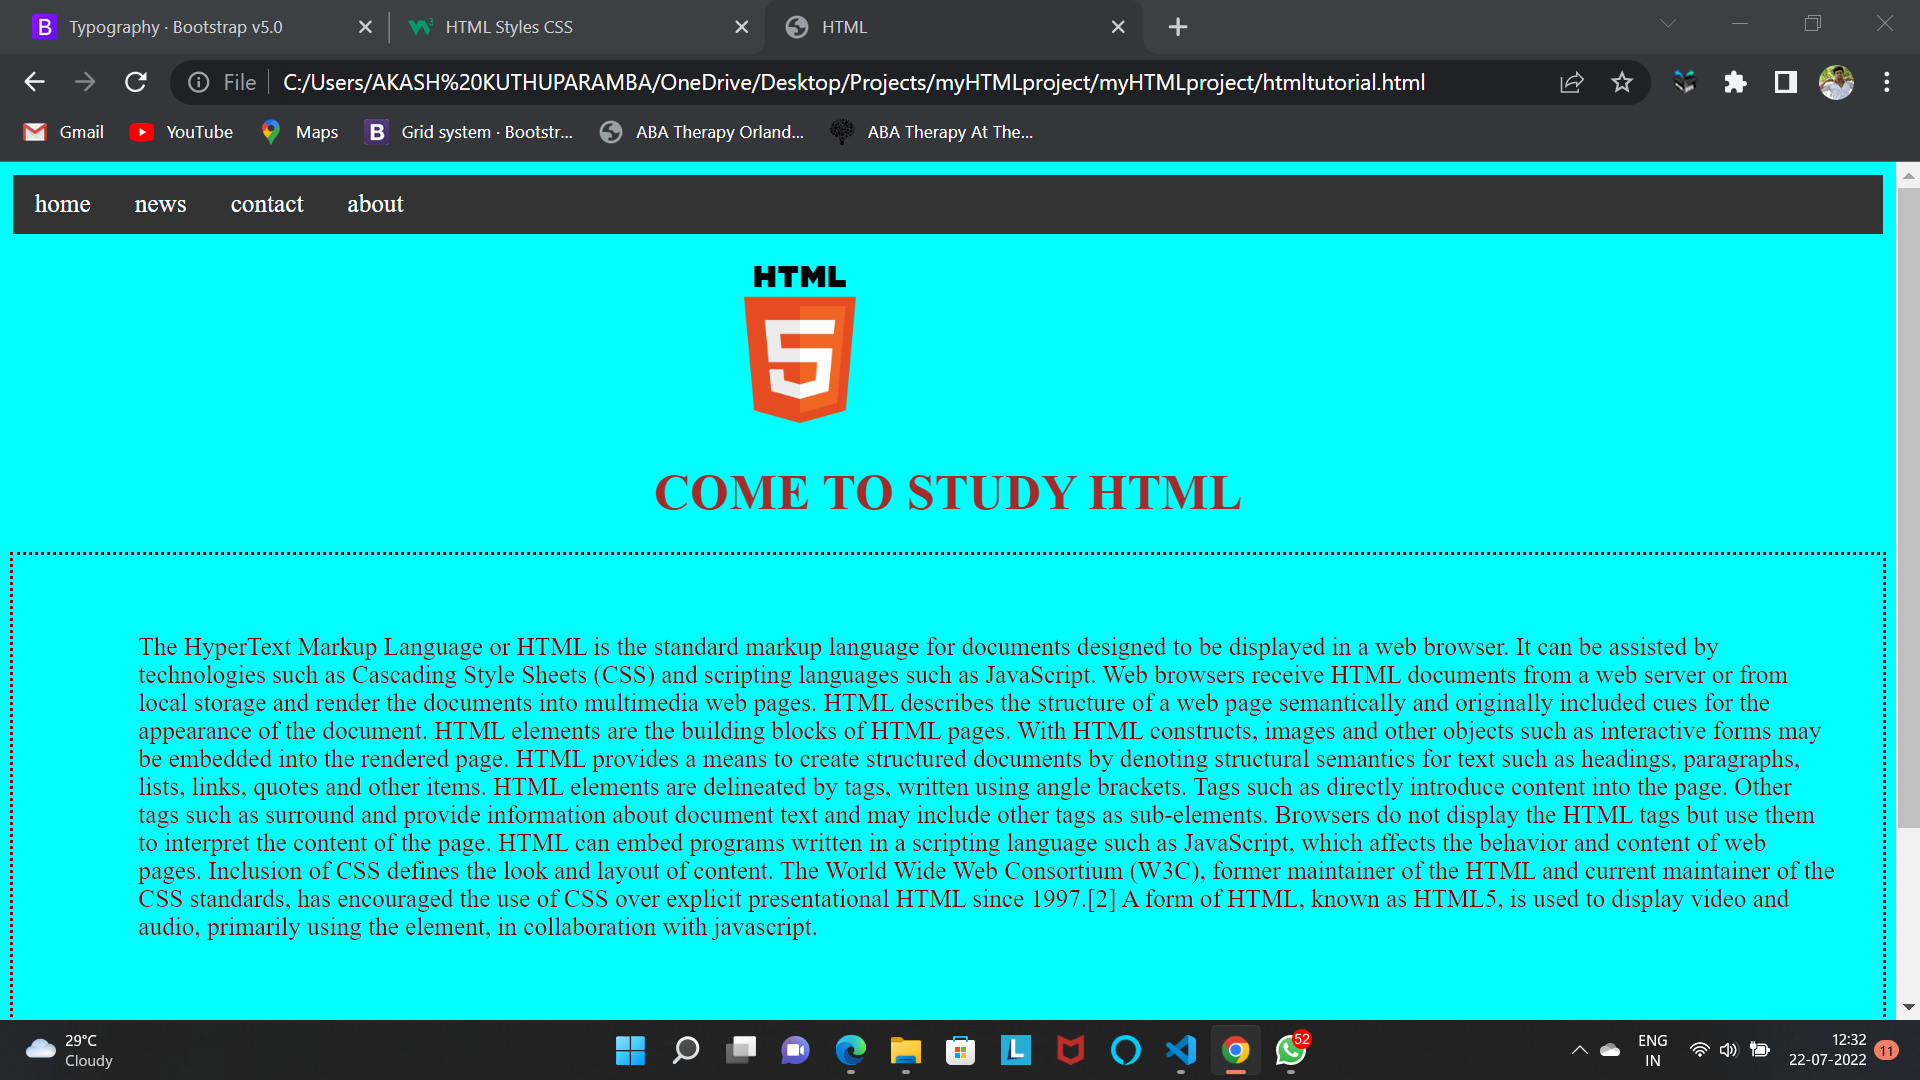 Typography · Bootstrap v5.0
HTML Styles CSS
HTML
File
C:/Users/AKASH%20KUTHUPARAMBA/OneDrive/Desktop/Projects/myHTMLproject/myHTMLproject/htmltutorial.html
Gmail YouTube Maps Grid system · Bootstr... ABA Therapy Orland... ABA Therapy At The...
home news contact about
HTML
5
COME TO STUDY HTML
The HyperText Markup Language or HTML is the standard markup language for documents designed to be displayed in a web browser. It can be assisted by
technologies such as Cascading Style Sheets (CSS) and scripting languages such as JavaScript. Web browsers receive HTML documents from a web server or from
local storage and render the documents into multimedia web pages. HTML describes the structure of a web page semantically and originally included cues for the
appearance of the document. HTML elements are the building blocks of HTML pages. With HTML constructs, images and other objects such as interactive forms may
be embedded into the rendered page. HTML provides a means to create structured documents by denoting structural semantics for text such as headings, paragraphs,
lists, links, quotes and other items. HTML elements are delineated by tags, written using angle brackets. Tags such as directly introduce content into the page. Other
tags such as surround and provide information about document text and may include other tags as sub-elements. Browsers do not display the HTML tags but use them
to interpret the content of the page. HTML can embed programs written in a scripting language such as JavaScript, which affects the behavior and content of web
pages. Inclusion of CSS defines the look and layout of content. The World Wide Web Consortium (W3C), former maintainer of the HTML and current maintainer of the
CSS standards, has encouraged the use of CSS over explicit presentational HTML since 1997.[2] A form of HTML, known as HTML5, is used to display video and
audio, primarily using the element, in collaboration with javascript.
29°C
Cloudy
52
ENG
IN
12:32
22-07-2022
11